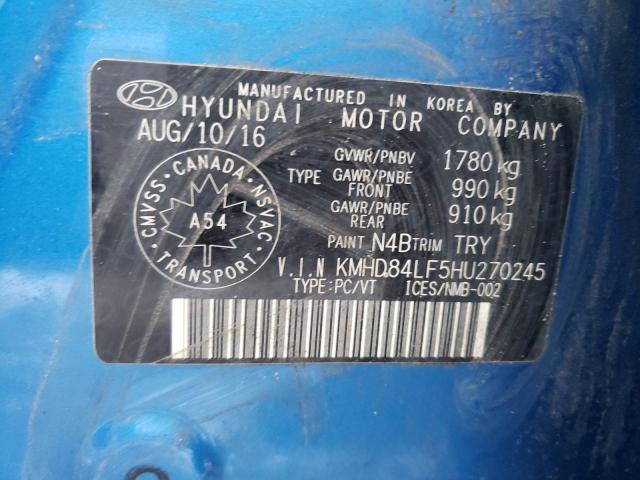 MANUFACTURED IN KOREA BY
HYUNDAI MOTOR COMPANY
AUG/10/16
GVWR/PNBV 1780 kg
TYPE GAWR/PNBE FRONT 990 kg
GAWR/PNBE REAR 910 kg
PAINT N4B TRIM TRY
CMVSS · CANADA · NSVAC
A54
TRANSPORT
V.I.N KMHD84LF5HU270245
TYPE:PC/VT ICES/NMB-002